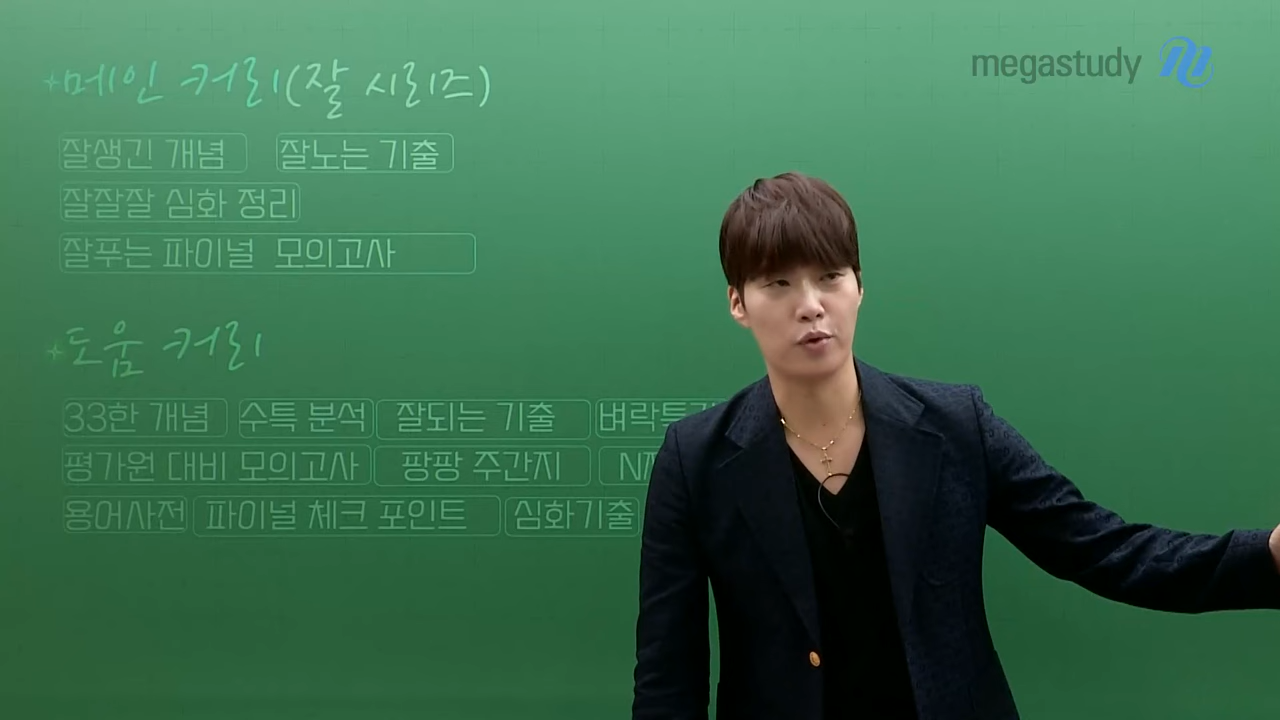 megastudy
메인 커리(잘 시리즈)
잘생긴 개념 잘노는 기출
잘잘잘 심화 정리
잘푸는 파이널 모의고사
도움 커리
33한 개념 수특 분석 잘되는 기출
평가원 대비 모의고사 팡팡 주간지
용어사전 파이널 체크 포인트 심화기출